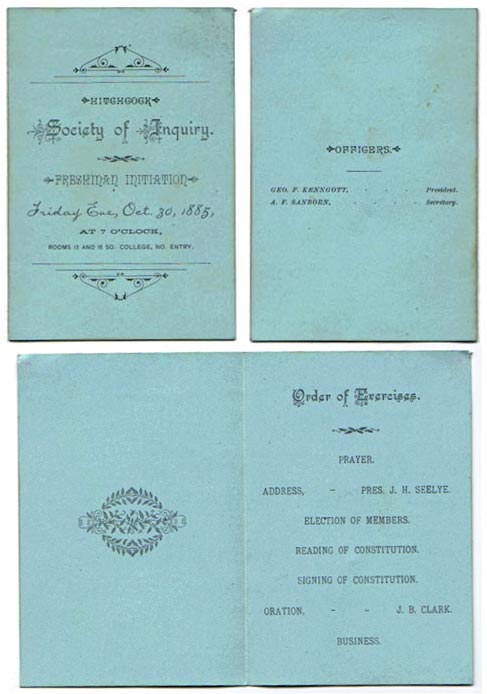 HITCHCOCK
Society of Inquiry.
FRESHMAN INITIATION
Friday Eve, Oct. 30, 1885,
AT 7 O'CLOCK,
ROOMS 13 AND 16 SO. COLLEGE, NO. ENTRY.
OFFICERS.
GEO. F. KENNGOTT, . . . President.
A. F. SANBORN, . . . Secretary.
Order of Exercises.
PRAYER.
ADDRESS, - PRES. J. H. SEELYE.
ELECTION OF MEMBERS.
READING OF CONSTITUTION.
SIGNING OF CONSTITUTION.
ORATION, - - J. B. CLARK.
BUSINESS.